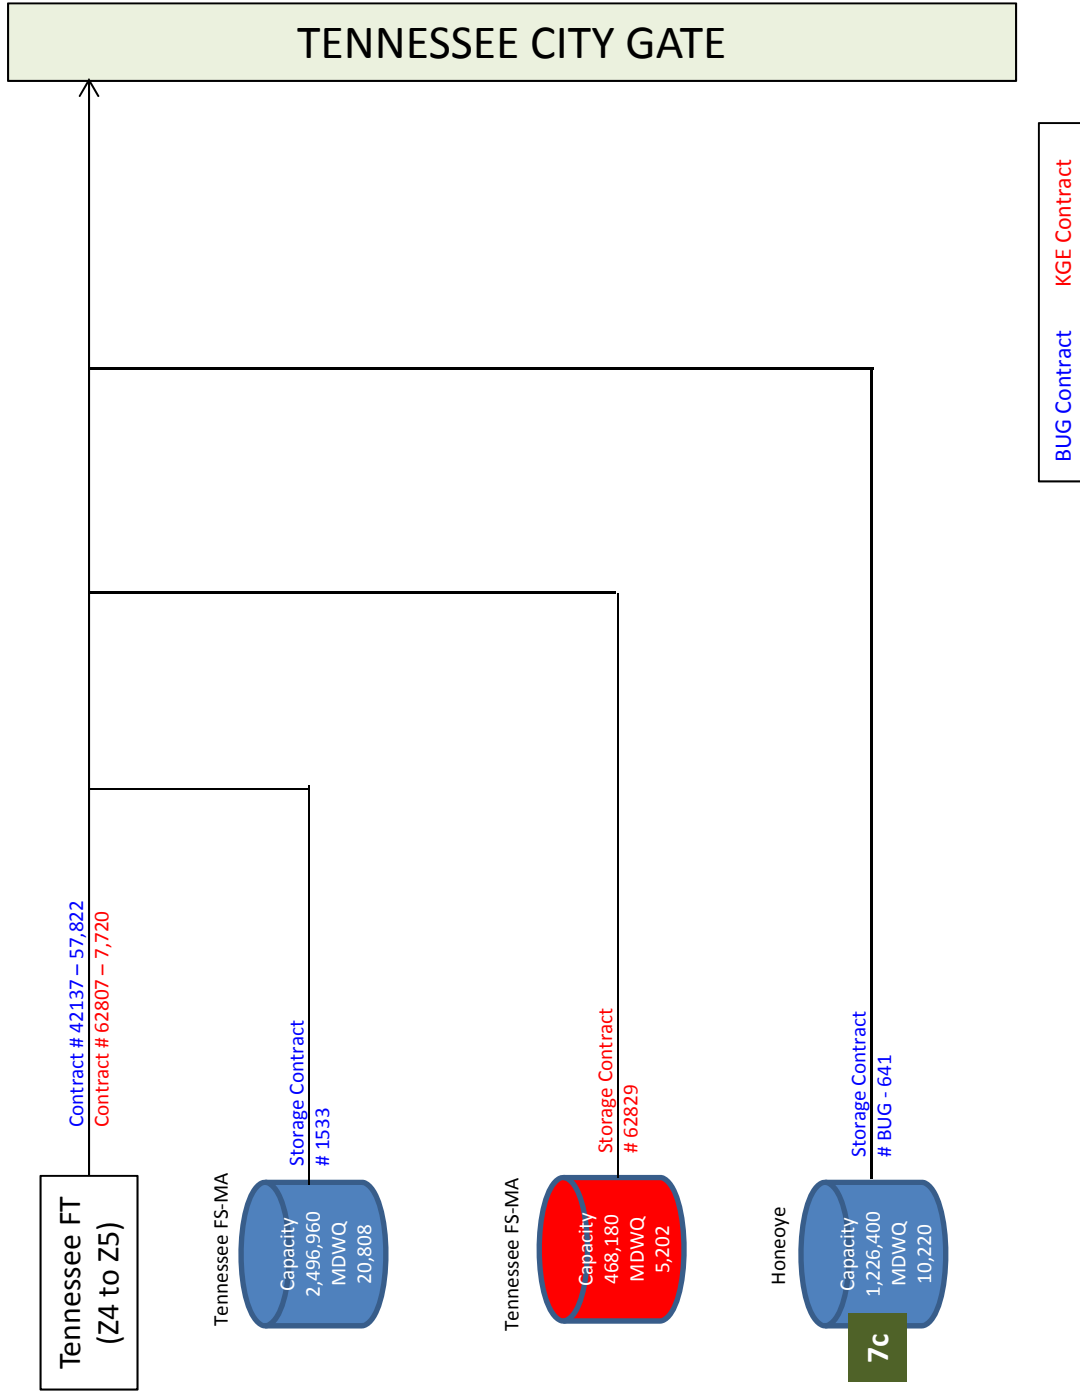 TENNESSEE CITY GATE
Tennessee FT
(Z4 to Z5)
Contract # 42137 – 57,822
Contract # 62807 – 7,720
Tennessee FS-MA
Capacity
2,496,960
MDWQ
20,808
Storage Contract
# 1533
Tennessee FS-MA
Capacity
468,180
MDWQ
5,202
Storage Contract
# 62829
Honeoye
Capacity
1,226,400
MDWQ
10,220
Storage Contract
# BUG - 641
7c
BUG Contract KGE Contract